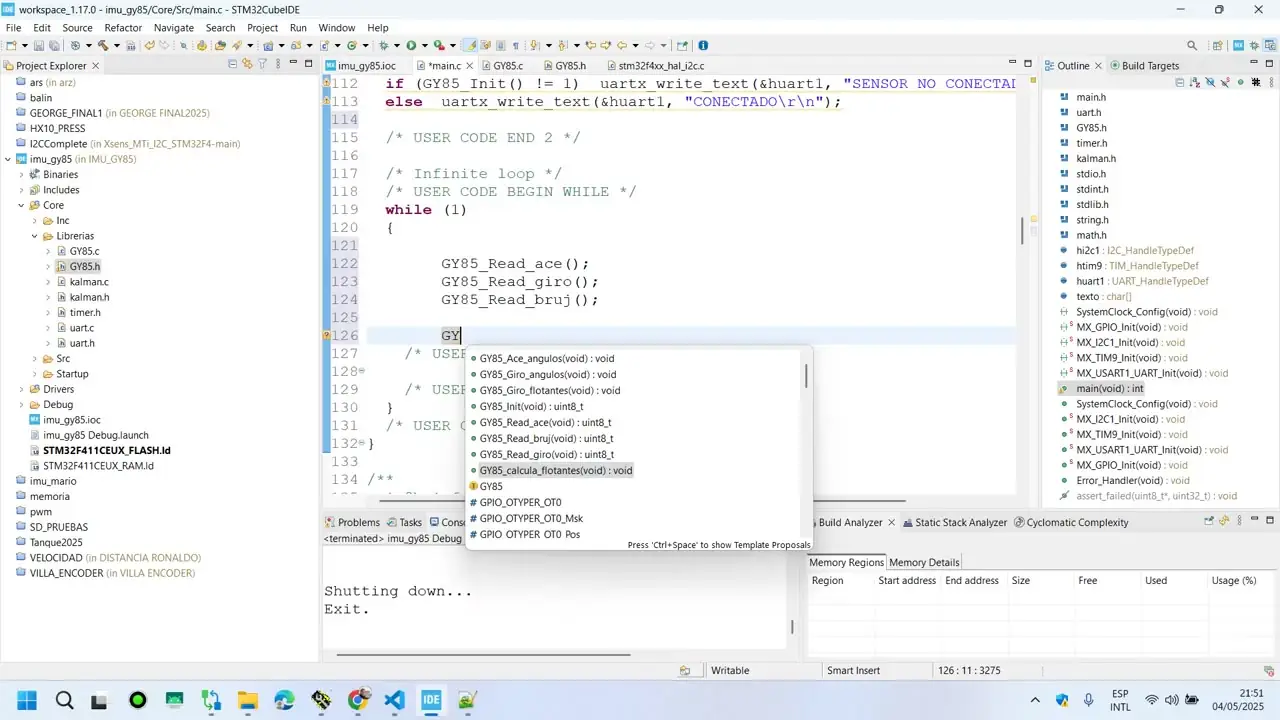 workspace_1.17.0 - imu_gy85/Core/Src/main.c - STM32CubeIDE
File Edit Source Refactor Navigate Search Project Run Window Help
Project Explorer
ars (in arz)
balin
GEORGE_FINAL1 (in GEORGE FINAL2025)
HX10_PRESS
I2CComplete (in Xsens_MTi_I2C_STM32F4-main)
imu_gy85 (in IMU_GY85)
Binaries
Includes
Core
Inc
Librerias
GY85.c
GY85.h
kalman.c
kalman.h
timer.h
uart.c
uart.h
Src
Startup
Drivers
Debug
imu_gy85.ioc
imu_gy85 Debug.launch
STM32F411CEUX_FLASH.ld
STM32F411CEUX_RAM.ld
imu_mario
memoria
pwm
SD_PRUEBAS
Tanque2025
VELOCIDAD (in DISTANCIA RONALDO)
VILLA_ENCODER (in VILLA ENCODER)
imu_gy85.ioc *main.c GY85.c GY85.h stm32f4xx_hal_i2c.c
112 if (GY85_Init() != 1) uartx_write_text(&huart1, "SENSOR NO CONECTAD
113 else uartx_write_text(&huart1, "CONECTADO\r\n");
114
115 /* USER CODE END 2 */
116
117 /* Infinite loop */
118 /* USER CODE BEGIN WHILE */
119 while (1)
120 {
121
122 GY85_Read_ace();
123 GY85_Read_giro();
124 GY85_Read_bruj();
125
126 GY
127 /* USE
128
129 /* USE
130 }
131 /* USER C
132 }
133
134 /**
GY85_Ace_angulos(void) : void
GY85_Giro_angulos(void) : void
GY85_Giro_flotantes(void) : void
GY85_Init(void) : uint8_t
GY85_Read_ace(void) : uint8_t
GY85_Read_bruj(void) : uint8_t
GY85_Read_giro(void) : uint8_t
GY85_calcula_flotantes(void) : void
GY85
GPIO_OTYPER_OT0
GPIO_OTYPER_OT0_Msk
GPIO_OTYPER_OT0_Pos
Press 'Ctrl+Space' to show Template Proposals
Outline Build Targets
main.h
uart.h
GY85.h
timer.h
kalman.h
stdio.h
stdint.h
stdlib.h
string.h
math.h
hi2c1 : I2C_HandleTypeDef
htim9 : TIM_HandleTypeDef
huart1 : UART_HandleTypeDef
texto : char[]
SystemClock_Config(void) : void
MX_GPIO_Init(void) : void
MX_I2C1_Init(void) : void
MX_TIM9_Init(void) : void
MX_USART1_UART_Init(void) : void
main(void) : int
SystemClock_Config(void) : void
MX_I2C1_Init(void) : void
MX_TIM9_Init(void) : void
MX_USART1_UART_Init(void) : void
MX_GPIO_Init(void) : void
Error_Handler(void) : void
assert_failed(uint8_t*, uint32_t) : void
Problems Tasks Cons
<terminated> imu_gy85 Debug
Shutting down...
Exit.
Build Analyzer Static Stack Analyzer Cyclomatic Complexity
Memory Regions Memory Details
Region Start address End address Size Free Used Usage (%)
Writable Smart Insert 126 : 11 : 3275
ESP
INTL
21:51
04/05/2025